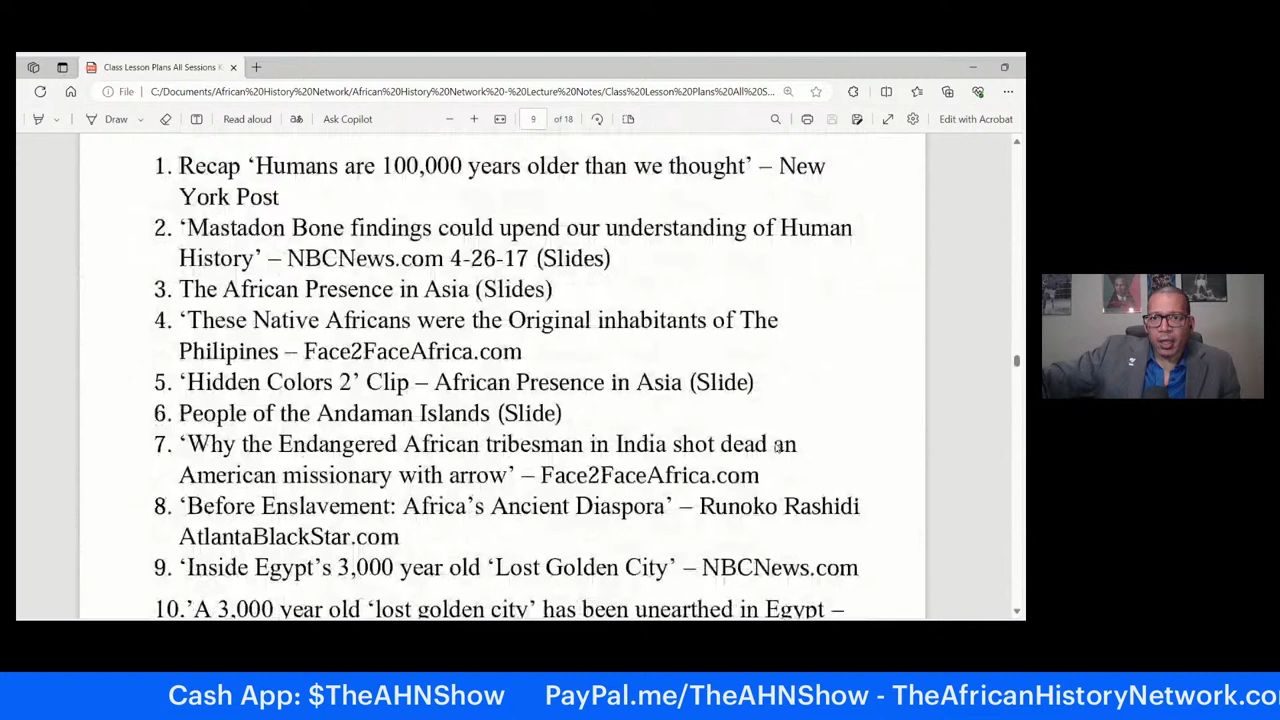 Class Lesson Plans All Sessions K
File
C:/Documents/African%20History%20Network/African%20History%20Network%20-%20Lecture%20Notes/Class%20Lesson%20Plans%20All%20S...
Draw
Read aloud
Ask Copilot
9
of 18
Edit with Acrobat
1. Recap ‘Humans are 100,000 years older than we thought’ – New
York Post
2. ‘Mastadon Bone findings could upend our understanding of Human
History’ – NBCNews.com 4-26-17 (Slides)
3. The African Presence in Asia (Slides)
4. ‘These Native Africans were the Original inhabitants of The
Philipines – Face2FaceAfrica.com
5. ‘Hidden Colors 2’ Clip – African Presence in Asia (Slide)
6. People of the Andaman Islands (Slide)
7. ‘Why the Endangered African tribesman in India shot dead an
American missionary with arrow’ – Face2FaceAfrica.com
8. ‘Before Enslavement: Africa’s Ancient Diaspora’ – Runoko Rashidi
AtlantaBlackStar.com
9. ‘Inside Egypt’s 3,000 year old ‘Lost Golden City’ – NBCNews.com
10.’A 3,000 year old ‘lost golden city’ has been unearthed in Egypt –
Cash App: $TheAHNShow PayPal.me/TheAHNShow - TheAfricanHistoryNetwork.co